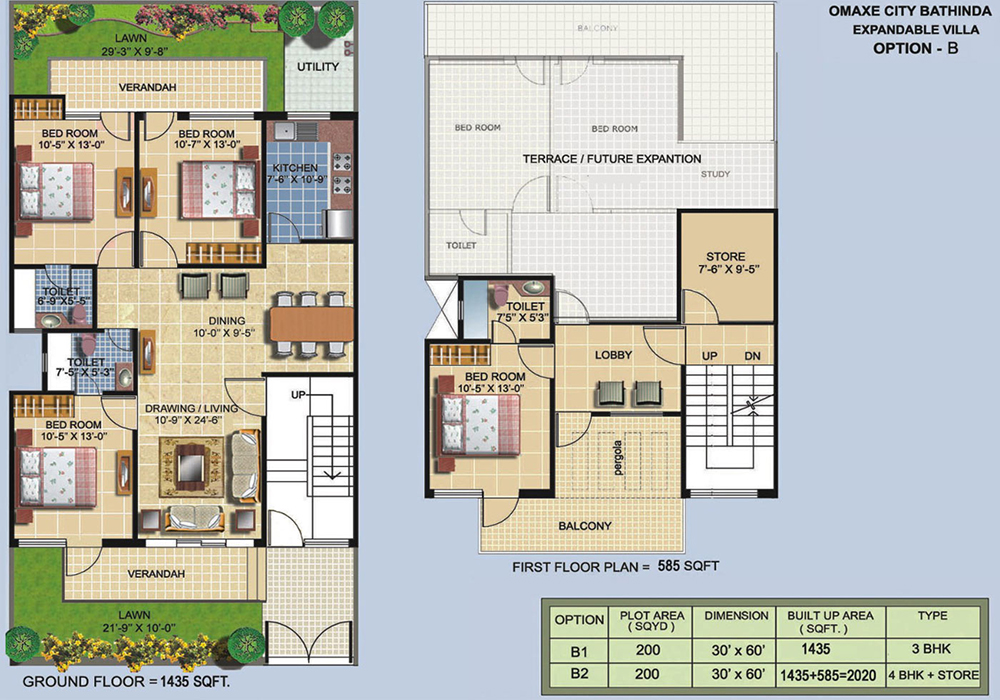 OMAXE CITY BATHINDA
EXPANDABLE VILLA
OPTION - B
LAWN
29'-3" X 9'-8"
UTILITY
VERANDAH
BED ROOM
10'-5" X 13'-0"
BED ROOM
10'-7" X 13'-0"
KITCHEN
7'-6" X 10'-9"
TOILET
6'-9"X5'-5"
DINING
10'-0" X 9'-5"
TOILET
7'-5" X 5'-3"
DRAWING / LIVING
10'-9" X 24'-6"
UP
BED ROOM
10'-5" X 13'-0"
VERANDAH
LAWN
21'-9" X 10'-0"
GROUND FLOOR = 1435 SQFT.
BALCONY
BED ROOM
BED ROOM
TERRACE / FUTURE EXPANTION
STUDY
TOILET
STORE
7'-6" X 9'-5"
TOILET
7'5" X 5'3"
LOBBY
UP
DN
BED ROOM
10'-5" X 13'-0"
pergola
BALCONY
FIRST FLOOR PLAN = 585 SQFT
OPTION PLOT AREA ( SQYD ) DIMENSION BUILT UP AREA ( SQFT. ) TYPE
B1 200 30' x 60' 1435 3 BHK
B2 200 30' x 60' 1435+585=2020 4 BHK + STORE